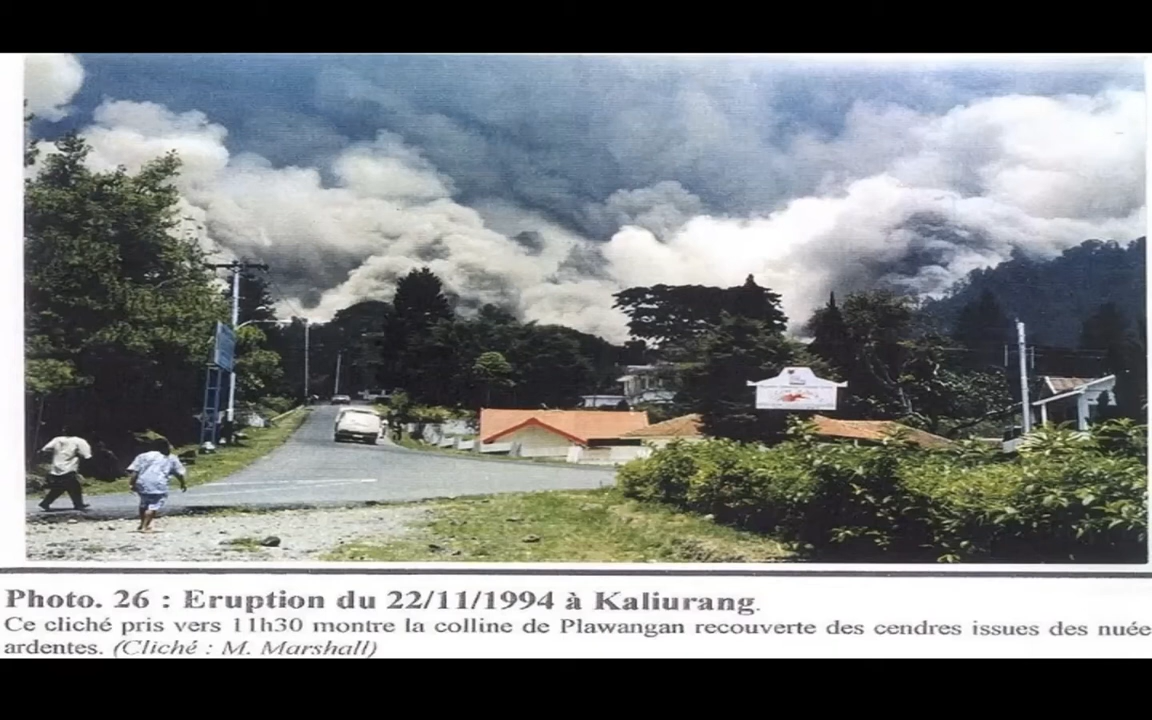 Photo. 26 : Eruption du 22/11/1994 à Kaliurang.
Ce cliché pris vers 11h30 montre la colline de Plawangan recouverte des cendres issues des nuée
ardentes. (Cliché : M. Marshall)